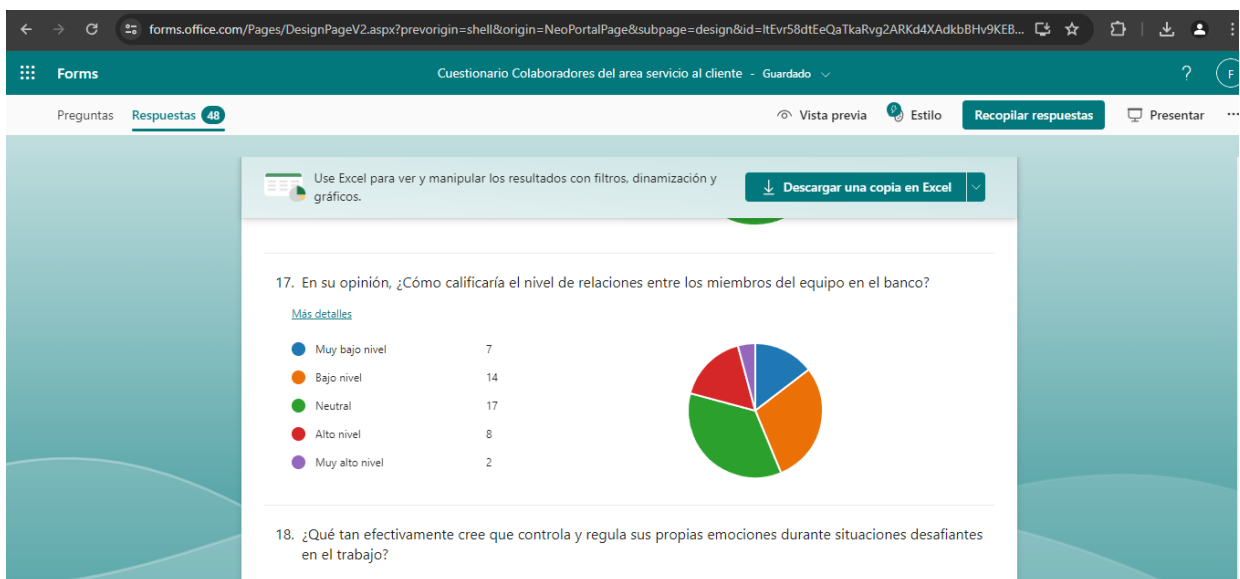 forms.office.com/Pages/DesignPageV2.aspx?prevorigin=shell&origin=NeoPortalPage&subpage=design&id=ItEvr58dtEeQaTkaRvg2ARKd4XAdkbBHv9KEB...
Forms
Cuestionario Colaboradores del area servicio al cliente - Guardado
?
F
Preguntas
Respuestas 48
Vista previa
Estilo
Recopilar respuestas
Presentar
...
Use Excel para ver y manipular los resultados con filtros, dinamización y
gráficos.
Descargar una copia en Excel
17. En su opinión, ¿Cómo calificaría el nivel de relaciones entre los miembros del equipo en el banco?
Más detalles
Muy bajo nivel 7
Bajo nivel 14
Neutral 17
Alto nivel 8
Muy alto nivel 2
18. ¿Qué tan efectivamente cree que controla y regula sus propias emociones durante situaciones desafiantes
en el trabajo?